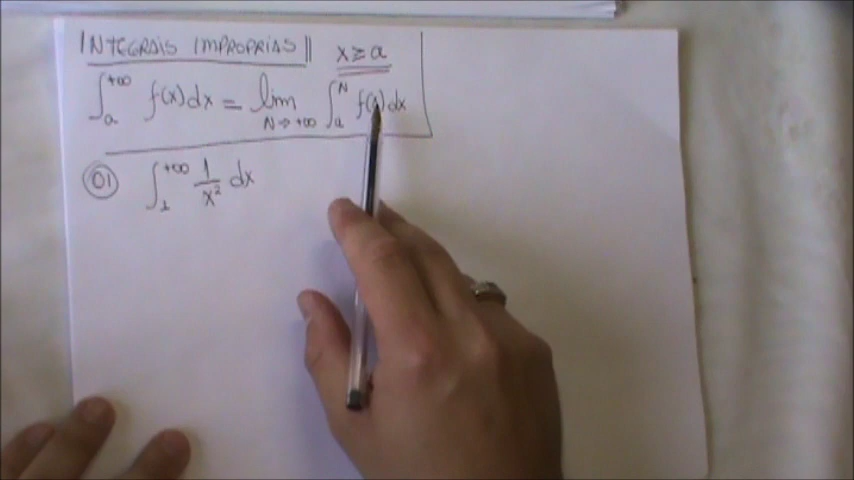 INTEGRAIS IMPROPRIAS || x ≥ a
∫ₐ^{+∞} f(x)dx = lim_{N→+∞} ∫ₐ^N f(x)dx
01 ∫₁^{+∞} 1/x² dx